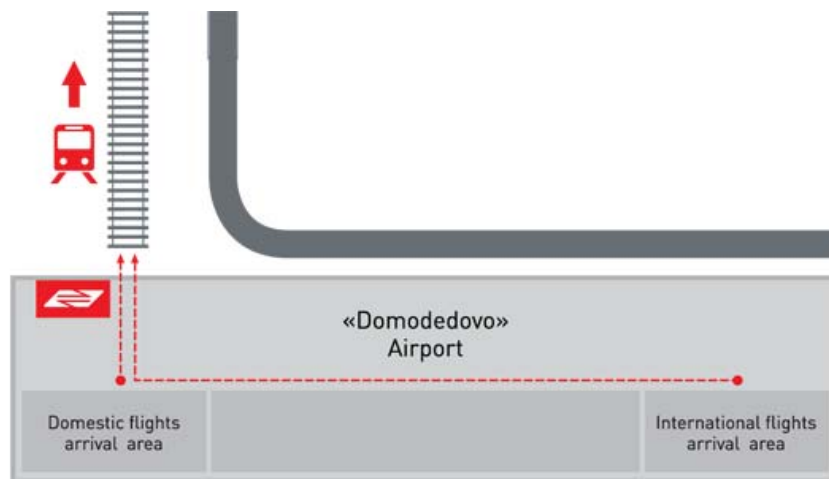 «Domodedovo»
Airport
Domestic flights
arrival area
International flights
arrival area